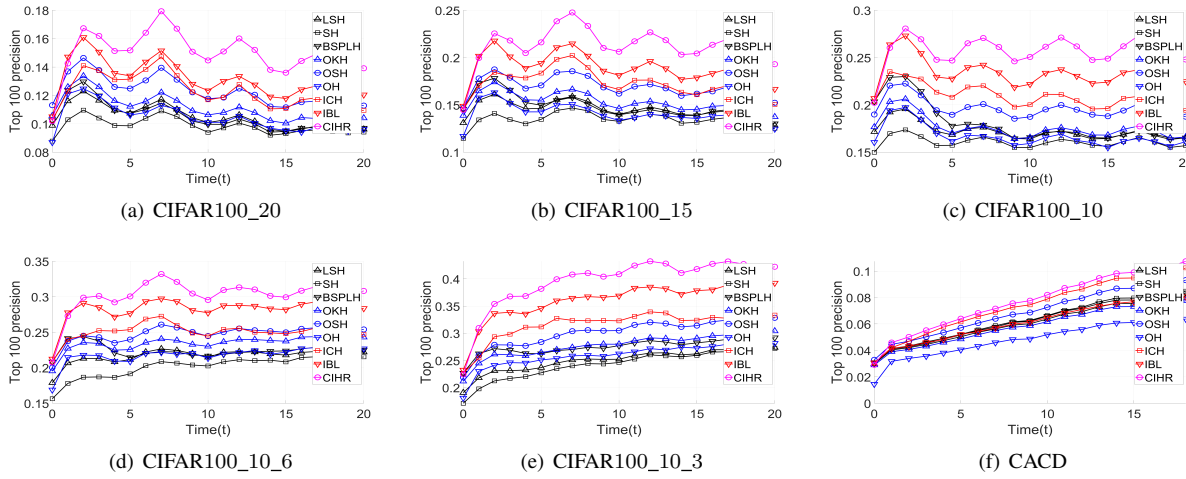 Top 100 precision
0.18
0.16
0.14
0.12
0.1
0.08
0
5
10
15
20
Time(t)
LSH
SH
BSPLH
OKH
OSH
OH
ICH
IBL
CIHR
(a) CIFAR100_20
Top 100 precision
0.25
0.2
0.15
0.1
0
5
10
15
20
Time(t)
LSH
SH
BSPLH
OKH
OSH
OH
ICH
IBL
CIHR
(b) CIFAR100_15
Top 100 precision
0.3
0.25
0.2
0.15
0
5
10
15
20
Time(t)
LSH
SH
BSPLH
OKH
OSH
OH
ICH
IBL
CIHR
(c) CIFAR100_10
Top 100 precision
0.35
0.3
0.25
0.2
0.15
0
5
10
15
20
Time(t)
LSH
SH
BSPLH
OKH
OSH
OH
ICH
IBL
CIHR
(d) CIFAR100_10_6
Top 100 precision
0.4
0.35
0.3
0.25
0.2
0
5
10
15
20
Time(t)
LSH
SH
BSPLH
OKH
OSH
OH
ICH
IBL
CIHR
(e) CIFAR100_10_3
Top 100 precision
0.1
0.08
0.06
0.04
0.02
0
0
5
10
15
Time(t)
LSH
SH
BSPLH
OKH
OSH
OH
ICH
IBL
CIHR
(f) CACD